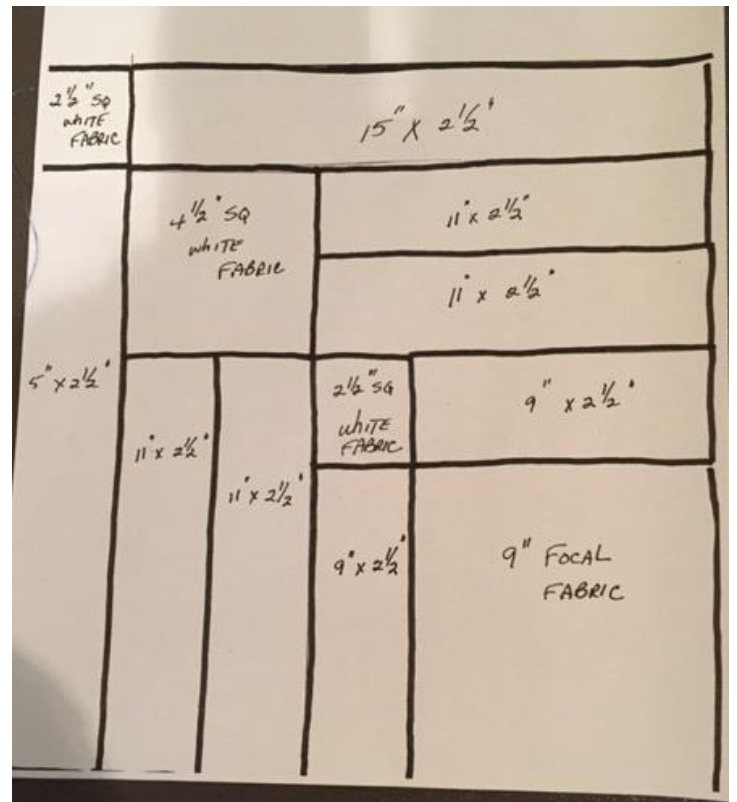 2½" SQ
WHITE
FABRIC
15" X 2½"
4½" SQ
WHITE
FABRIC
11" x 2½"
11" x 2½"
5" x 2½"
11" x 2½"
11" x 2½"
2½" SQ
WHITE
FABRIC
9" x 2½"
9" x 2½"
9" FOCAL
FABRIC